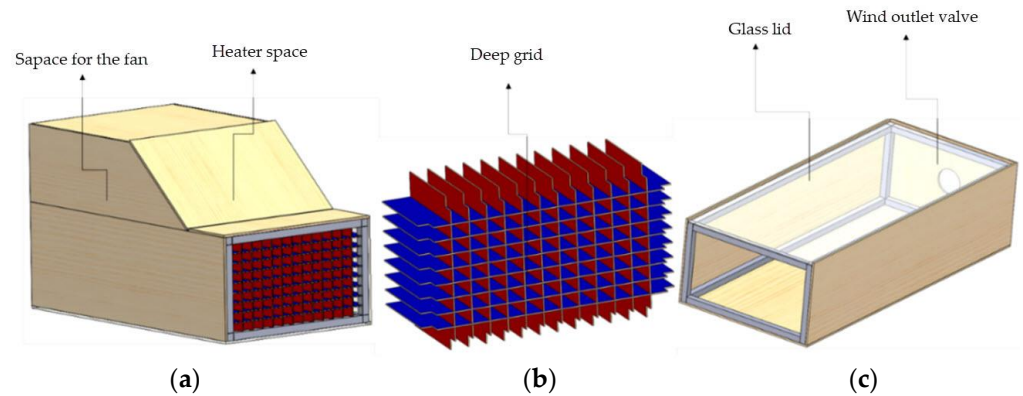 Sapace for the fan
Heater space
Deep grid
Glass lid
Wind outlet valve
(a)
(b)
(c)